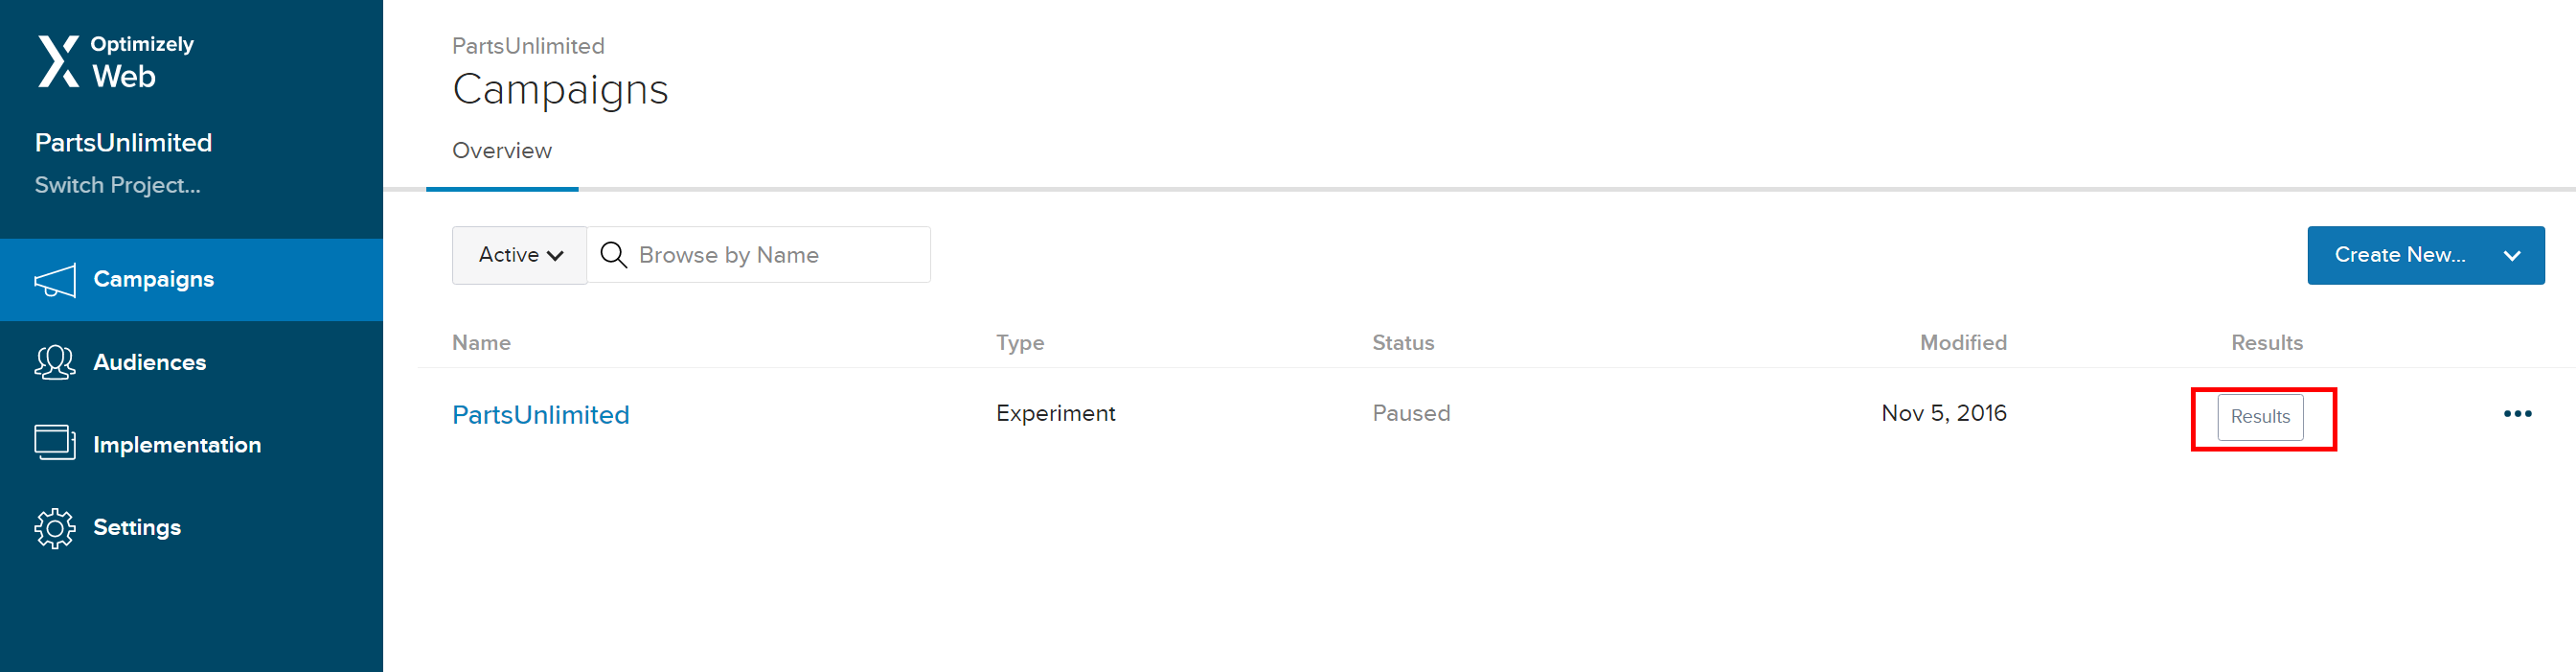 Optimizely
Web
PartsUnlimited
Switch Project...
Campaigns
Audiences
Implementation
Settings
PartsUnlimited
Campaigns
Overview
Active
Browse by Name
Create New...
Name Type Status Modified Results
PartsUnlimited Experiment Paused Nov 5, 2016 Results